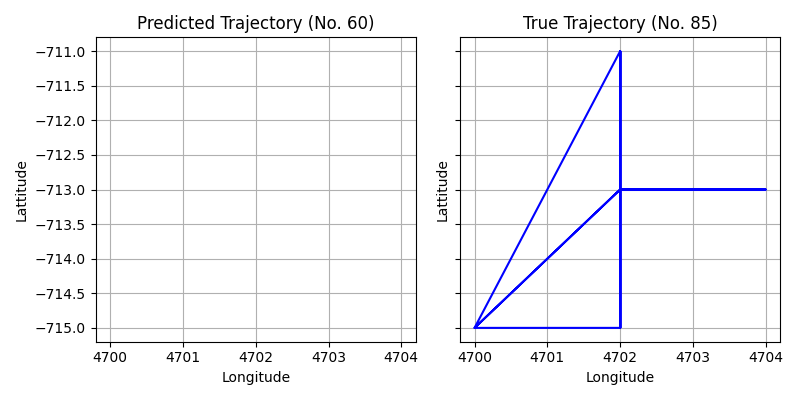 Predicted Trajectory (No. 60)
True Trajectory (No. 85)
−711.0
−711.5
−712.0
−712.5
−713.0
−713.5
−714.0
−714.5
−715.0
Lattitude
Lattitude
4700 4701 4702 4703 4704
4700 4701 4702 4703 4704
Longitude
Longitude